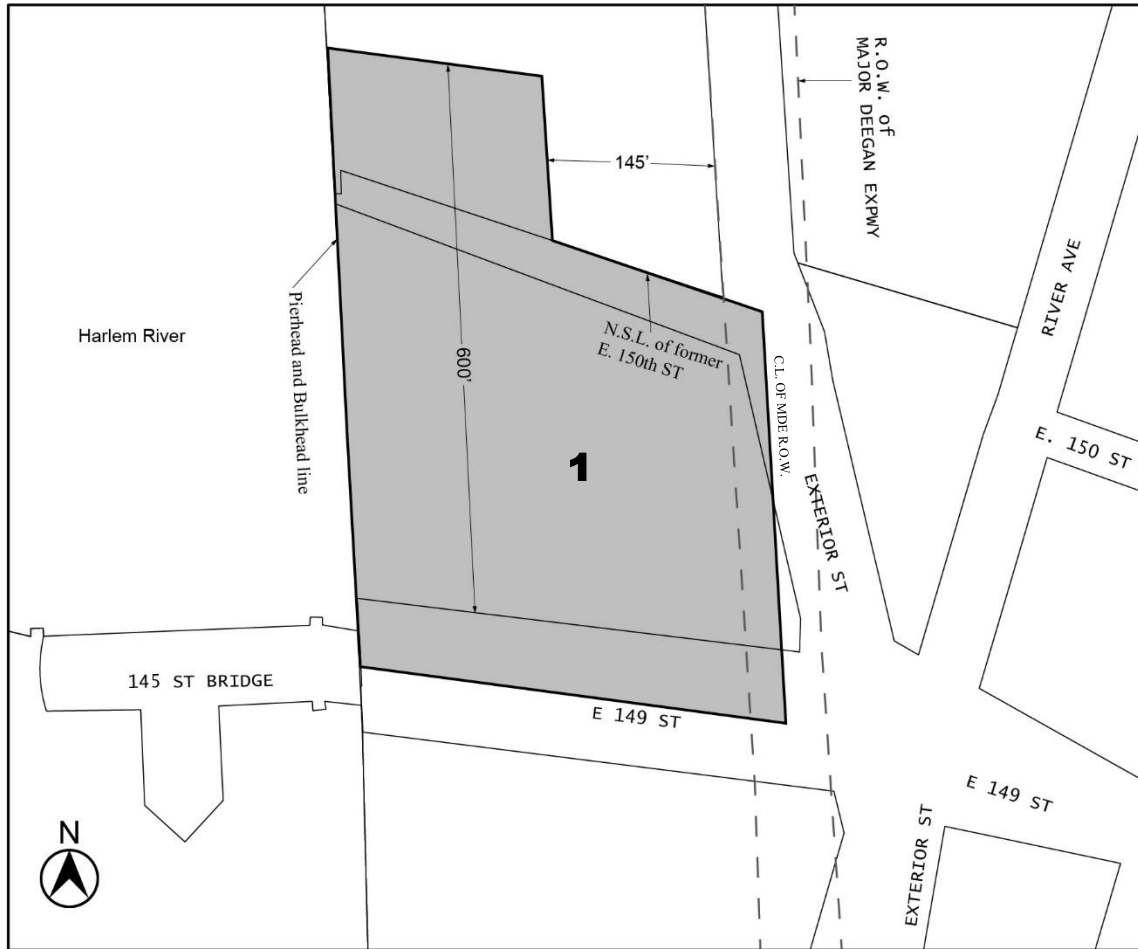 R.O.W. of
MAJOR DEEGAN EXPWY
145'
RIVER AVE
Harlem River
Pierhead and Bulkhead line
600'
N.S.L. of former
E. 150th ST
C.L. OF MDE R.O.W.
E. 150 ST
1
EXTERIOR ST
145 ST BRIDGE
E 149 ST
E 149 ST
EXTERIOR ST
N